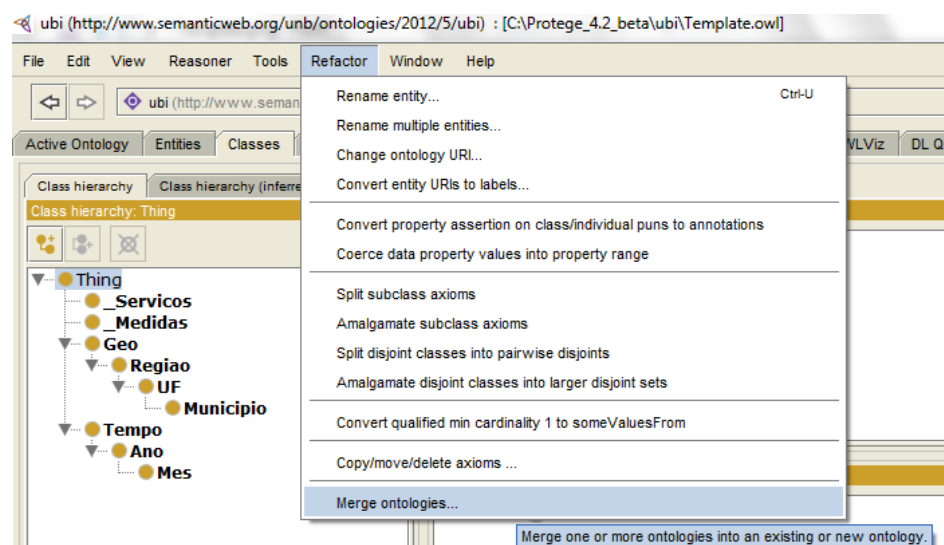 ubi (http://www.semanticweb.org/unb/ontologies/2012/5/ubi) : [C:\Protege_4.2_beta\ubi\Template.owl]
File Edit View Reasoner Tools Refactor Window Help
ubi (http://www.seman
Active Ontology Entities Classes WLViz DL Q
Class hierarchy Class hierarchy (inferre
Class hierarchy: Thing
Thing
_Servicos
_Medidas
Geo
Regiao
UF
Municipio
Tempo
Ano
Mes
Rename entity... Ctrl-U
Rename multiple entities...
Change ontology URI...
Convert entity URIs to labels...
Convert property assertion on class/individual puns to annotations
Coerce data property values into property range
Split subclass axioms
Amalgamate subclass axioms
Split disjoint classes into pairwise disjoints
Amalgamate disjoint classes into larger disjoint sets
Convert qualified min cardinality 1 to someValuesFrom
Copy/move/delete axioms ...
Merge ontologies...
Merge one or more ontologies into an existing or new ontology.